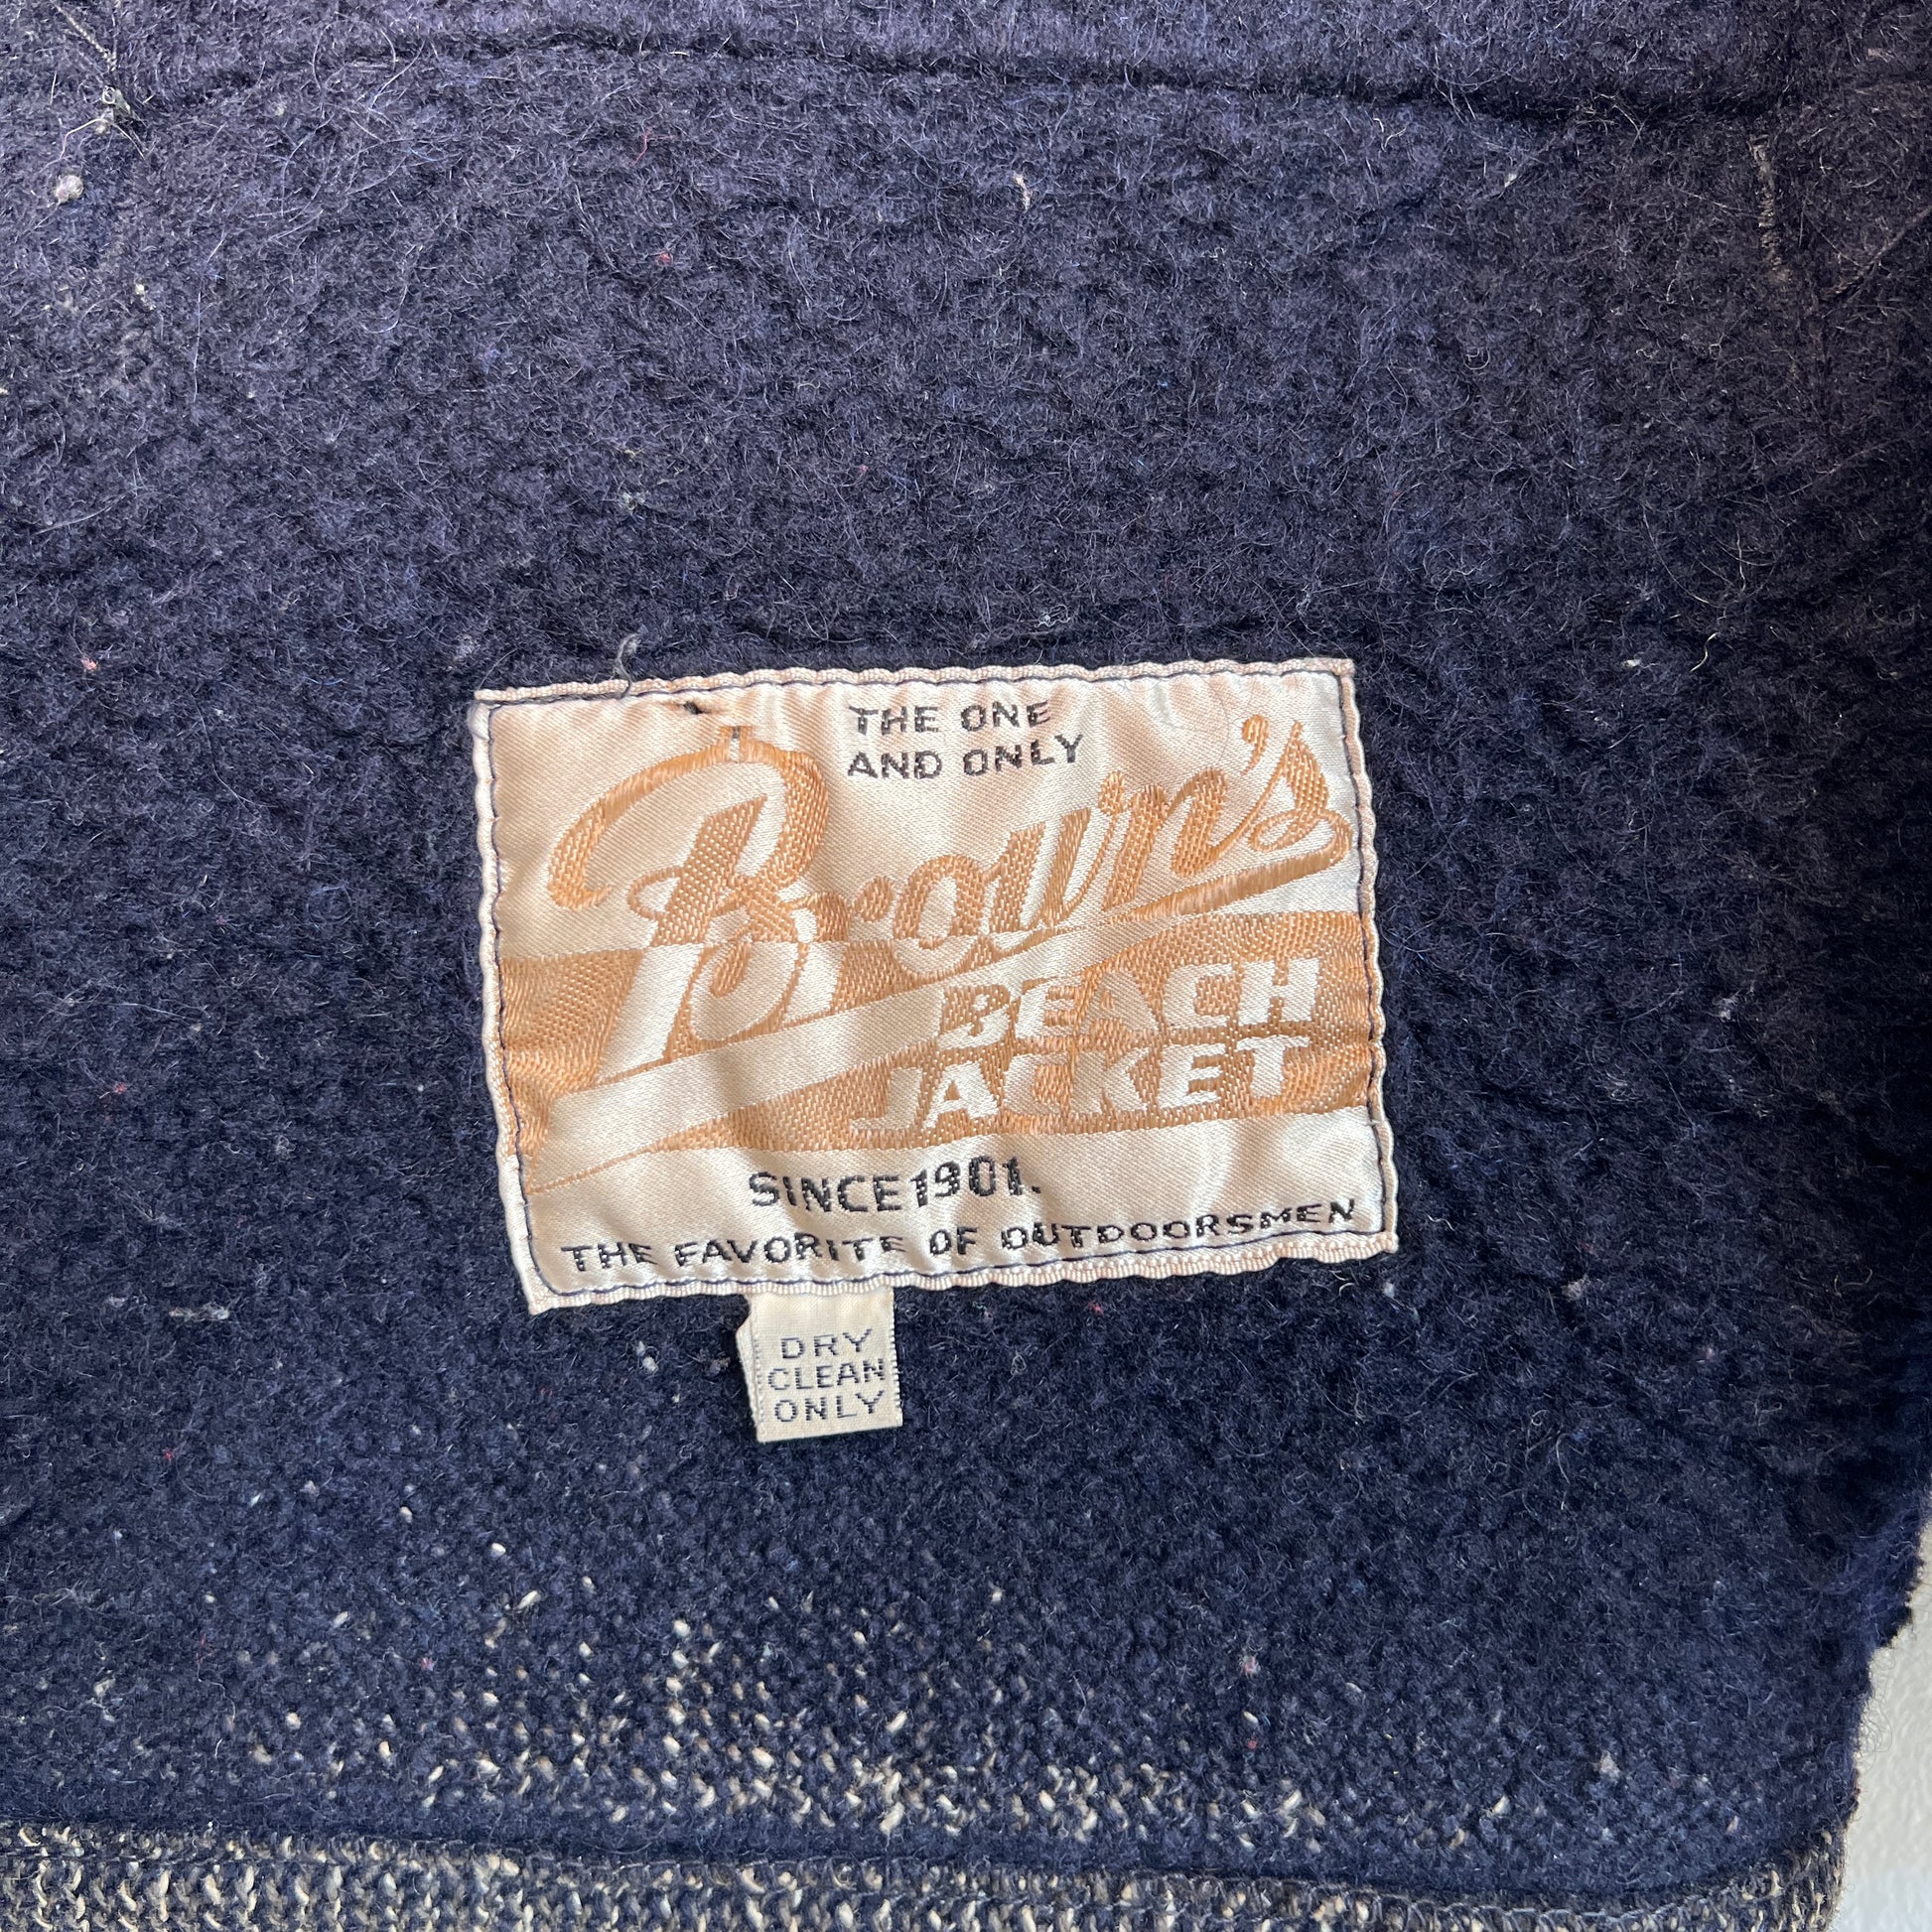 THE ONE
AND ONLY
Brown's
BEACH
JACKET
SINCE 1901.
THE FAVORITE OF OUTDOORSMEN
DRY
CLEAN
ONLY